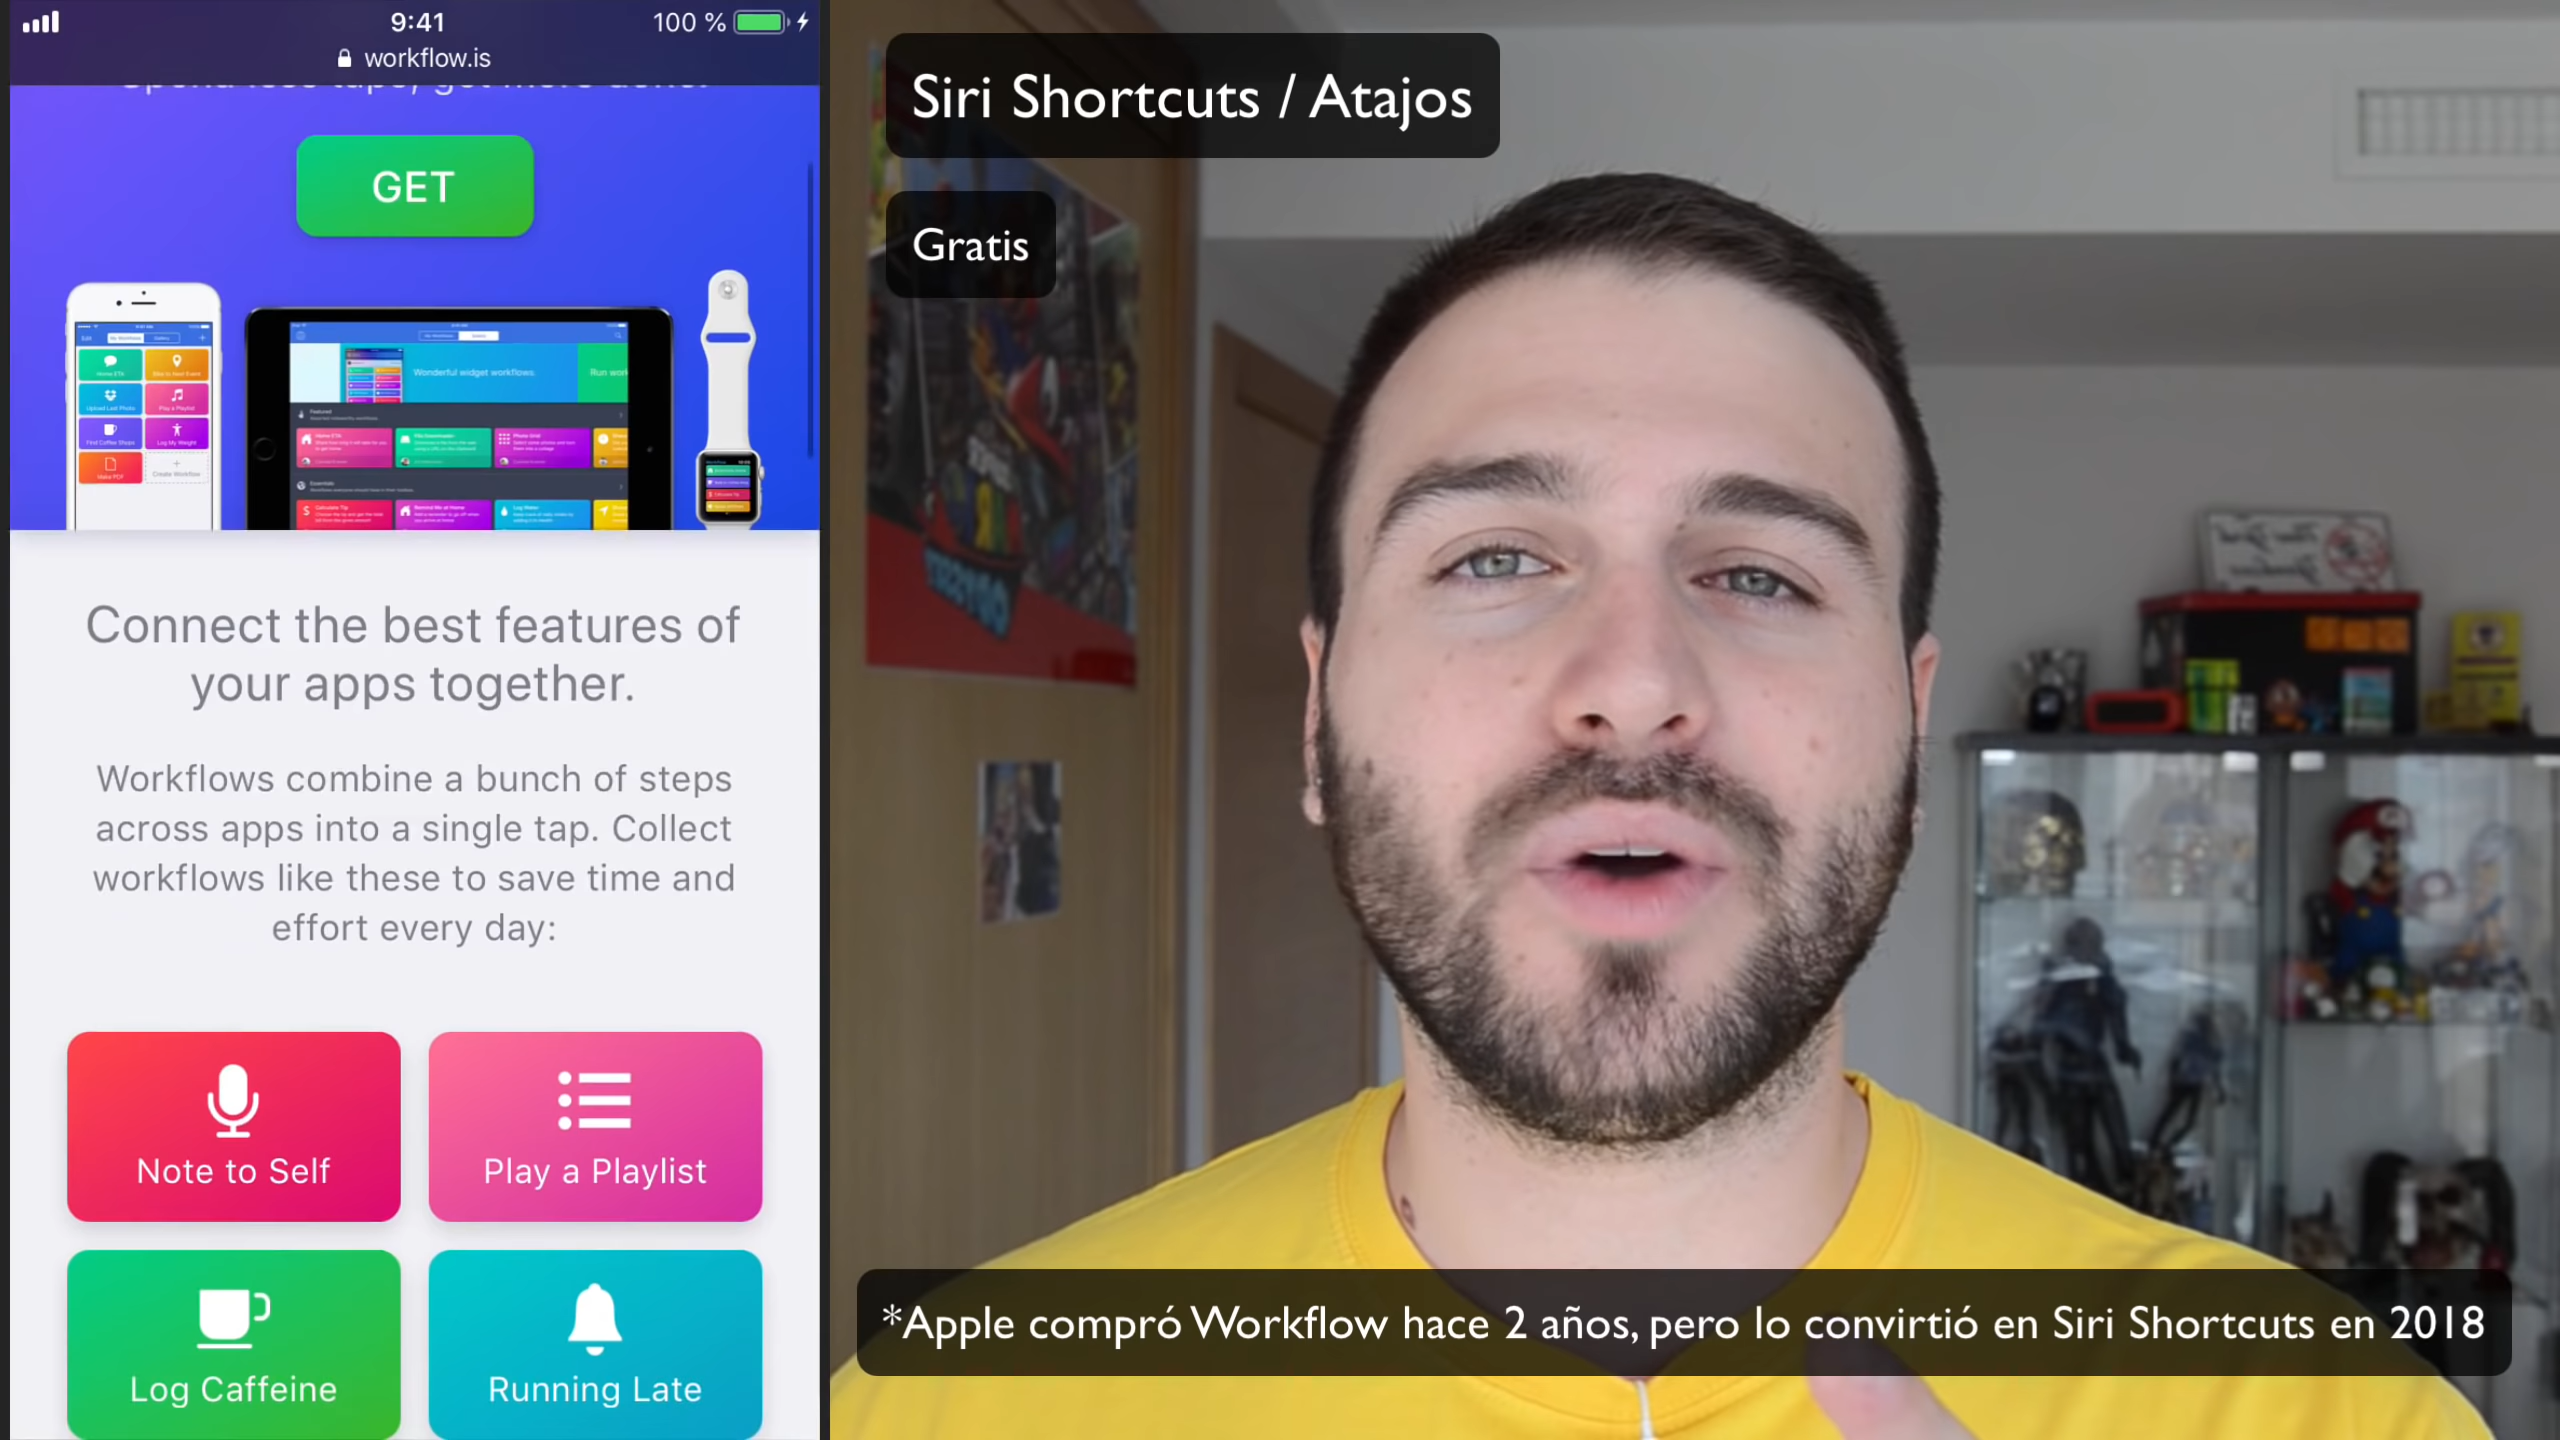 9:41
100 %
workflow.is
GET
Wonderful widget workflows.
Connect the best features of
your apps together.
Workflows combine a bunch of steps
across apps into a single tap. Collect
workflows like these to save time and
effort every day:
Note to Self
Play a Playlist
Log Caffeine
Running Late
Siri Shortcuts / Atajos
Gratis
*Apple compró Workflow hace 2 años, pero lo convirtió en Siri Shortcuts en 2018